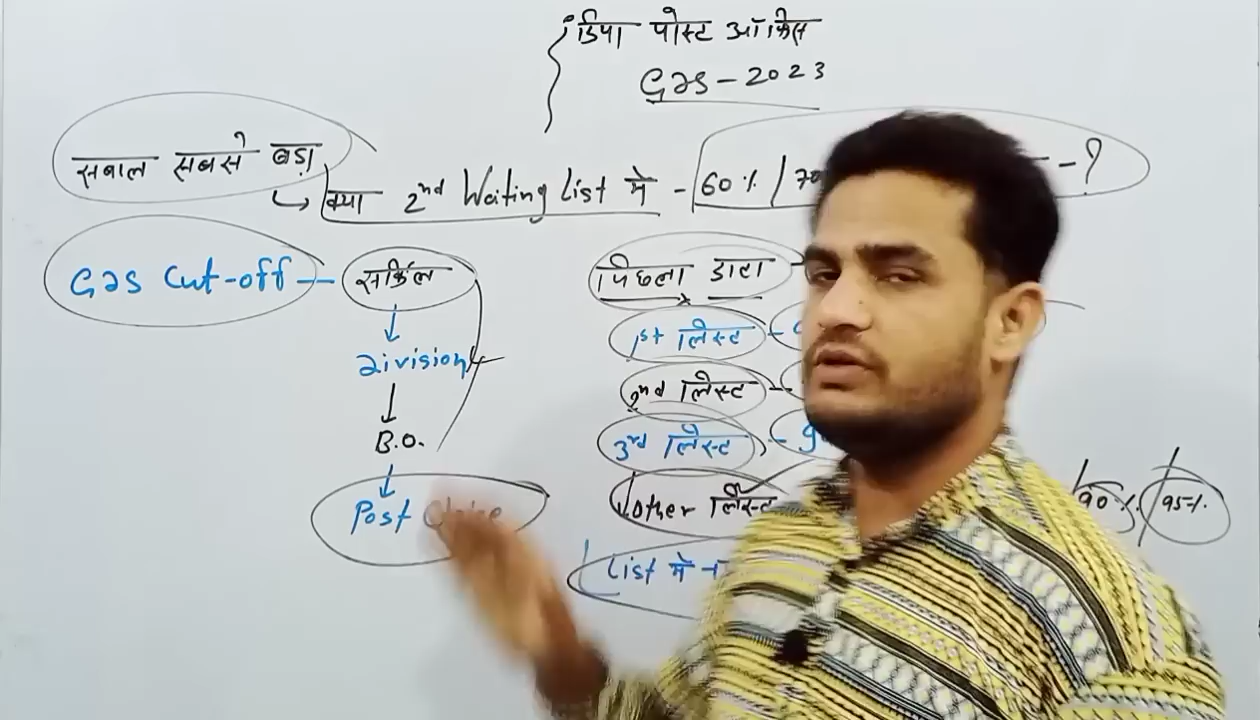 इंडिया पोस्ट ऑफिस
GDS - 2023
सवाल सबसे बड़ा
क्या 2nd Waiting List में - 60% / 70 - ?
GDS Cut-off - सर्किल
Division
B.O.
Post
पिछला डाटा -
1st लिस्ट -
2nd लिस्ट -
3rd लिस्ट - 9
other लिस्ट 90% / 95%
List में